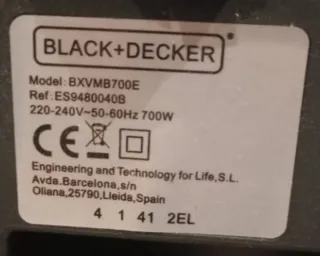 BLACK+DECKER®
Model: BXVMB700E
Ref: ES9480040B
220-240V~50-60Hz 700W
CE
Engineering and Technology for Life,S.L.
Avda.Barcelona,s/n
Oliana,25790,Lleida,Spain
4 1 41 2EL